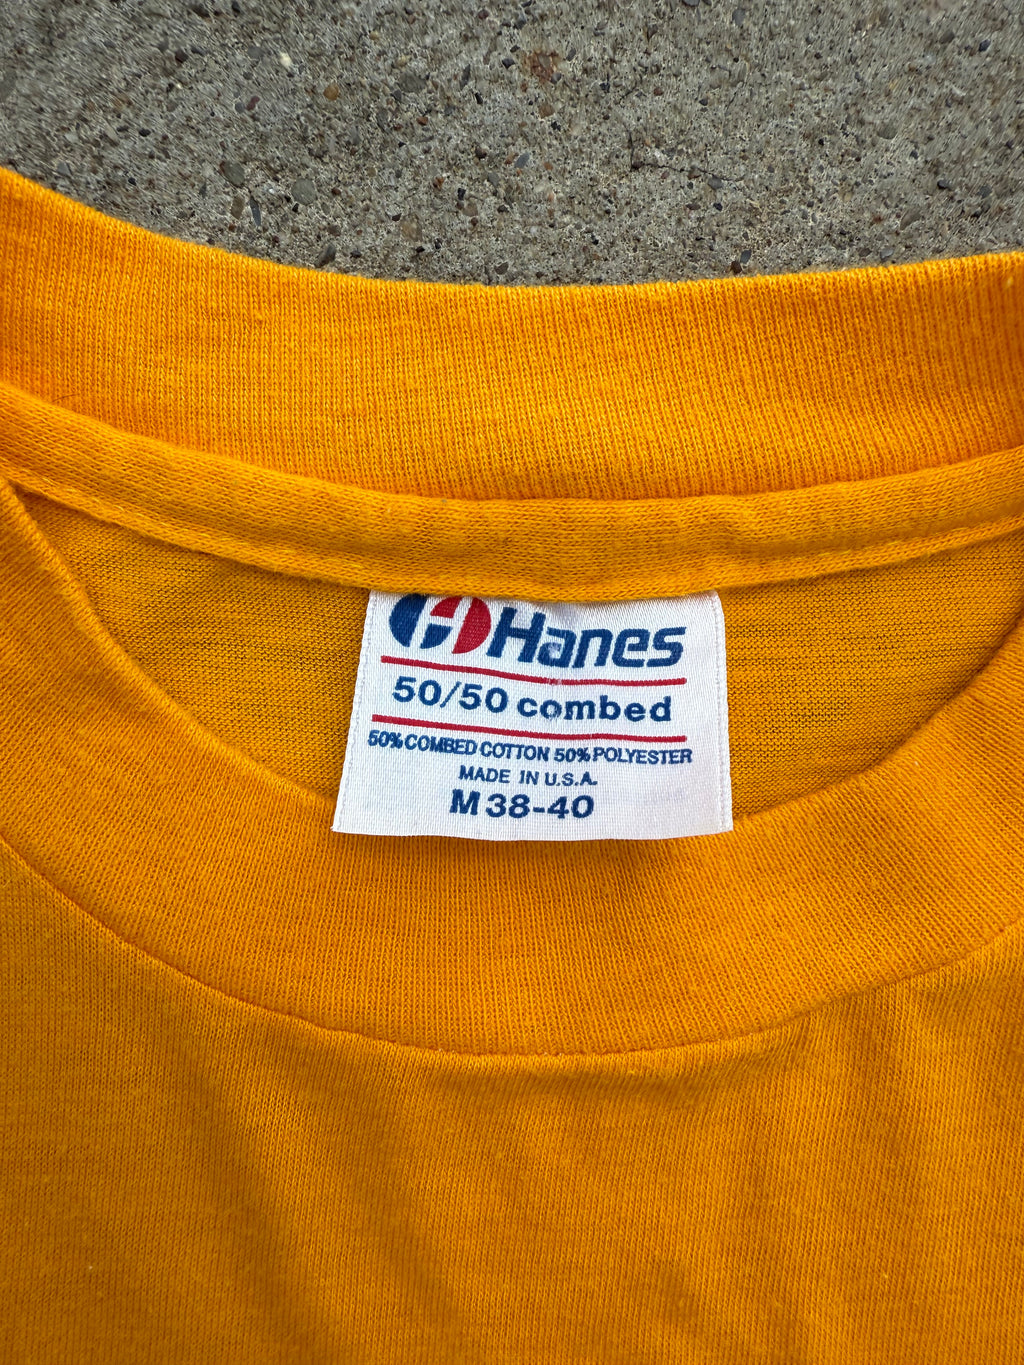 Hanes
50/50 combed
50% COMBED COTTON 50% POLYESTER
MADE IN U.S.A.
M 38-40